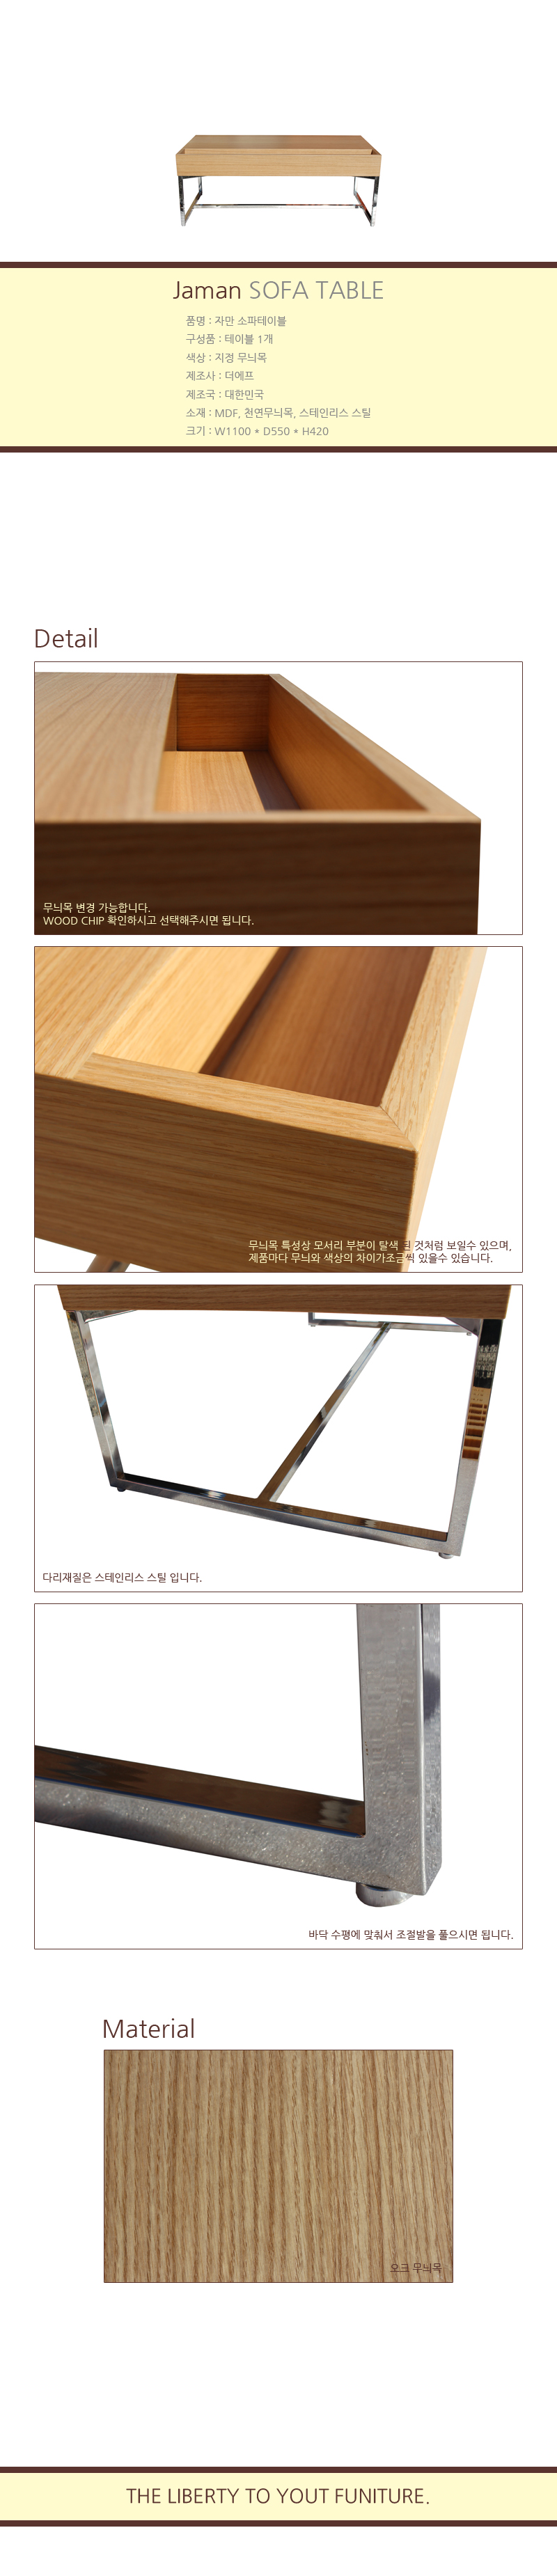 Jaman SOFA TABLE
품명 : 자만 소파테이블
구성품 : 테이블 1개
색상 : 지정 무늬목
제조사 : 더에프
제조국 : 대한민국
소재 : MDF, 천연무늬목, 스테인리스 스틸
크기 : W1100 * D550 * H420
Detail
무늬목 변경 가능합니다.
WOOD CHIP 확인하시고 선택해주시면 됩니다.
무늬목 특성상 모서리 부분이 탈색 된 것처럼 보일수 있으며,
제품마다 무늬와 색상의 차이가조금씩 있을수 있습니다.
다리재질은 스테인리스 스틸 입니다.
바닥 수평에 맞춰서 조절발을 풀으시면 됩니다.
Material
오크 무늬목
THE LIBERTY TO YOUT FUNITURE.